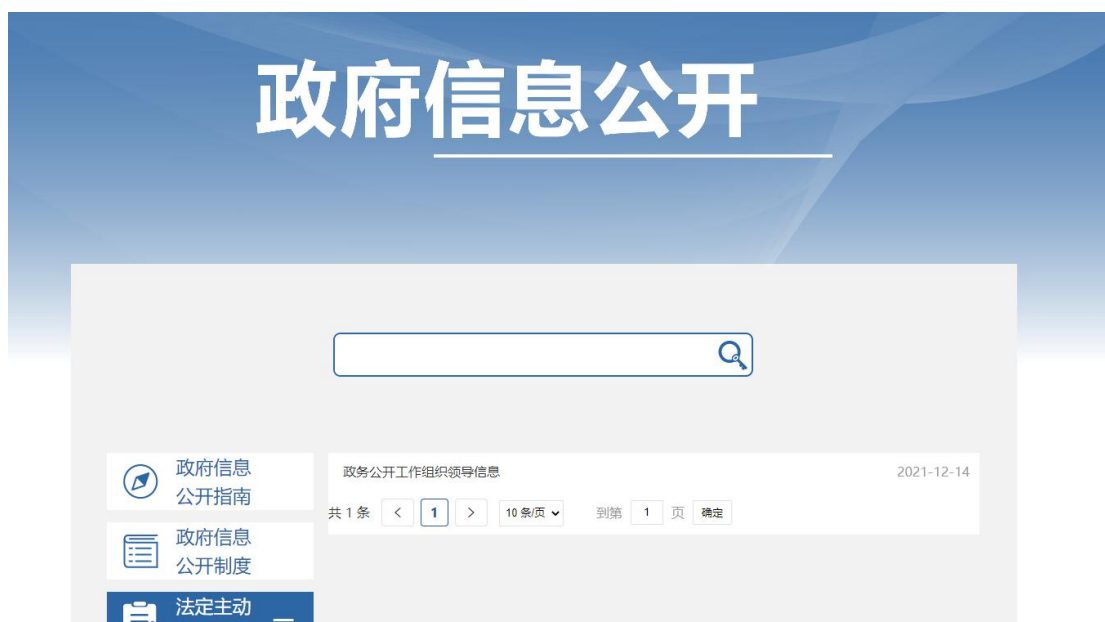 政府信息公开
政府信息
公开指南
政府信息
公开制度
法定主动
政务公开工作组织领导信息 2021-12-14
共 1 条 < 1 > 10 条/页 到第 1 页 确定